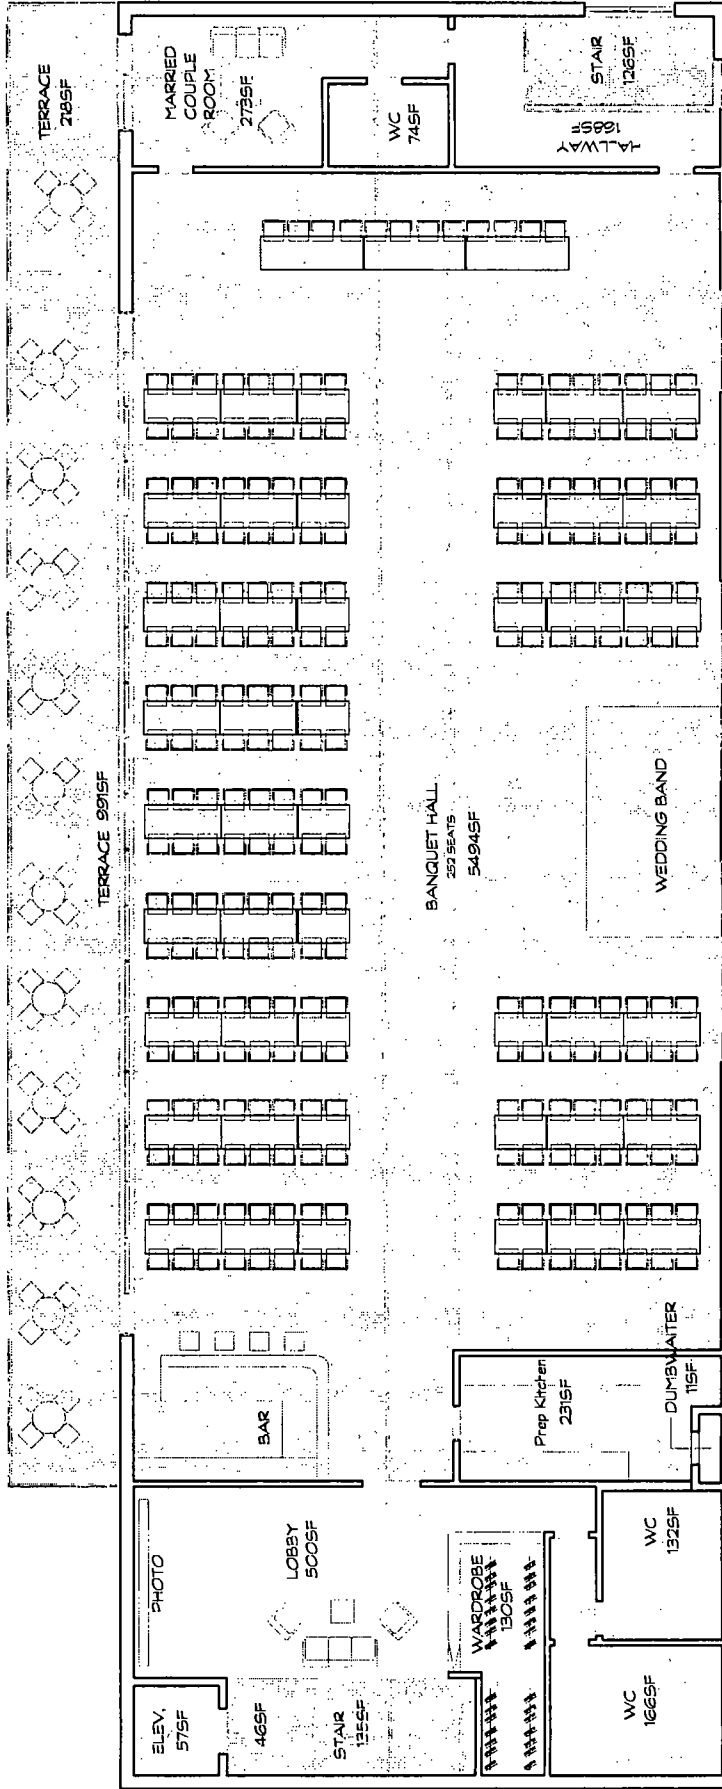 TERRACE
218SF
MARRIED
COUPLE
ROOM
273SF
WC
74SF
STAIR
126SF
HALLWAY
188SF
TERRACE 991SF
BANQUET HALL
252 SEATS
5494SF
WEDDING BAND
BAR
Prep Kitchen
231SF
DUMBWAITER
11SF
PHOTO
LOBBY
500SF
WARDROBE
130SF
WC
132SF
ELEV.
57SF
46SF
STAIR
135SF
WC
166SF